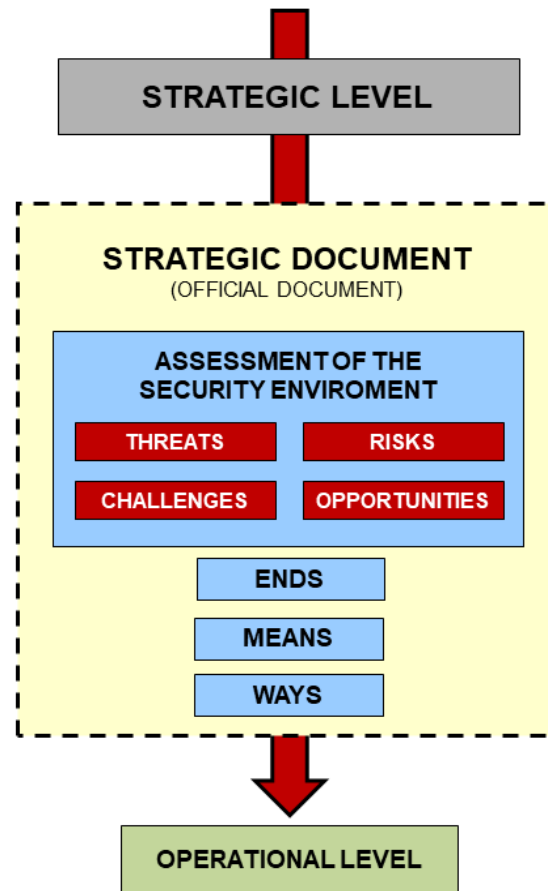 STRATEGIC LEVEL
STRATEGIC DOCUMENT
(OFFICIAL DOCUMENT)
ASSESSMENT OF THE
SECURITY ENVIROMENT
THREATS
RISKS
CHALLENGES
OPPORTUNITIES
ENDS
MEANS
WAYS
OPERATIONAL LEVEL